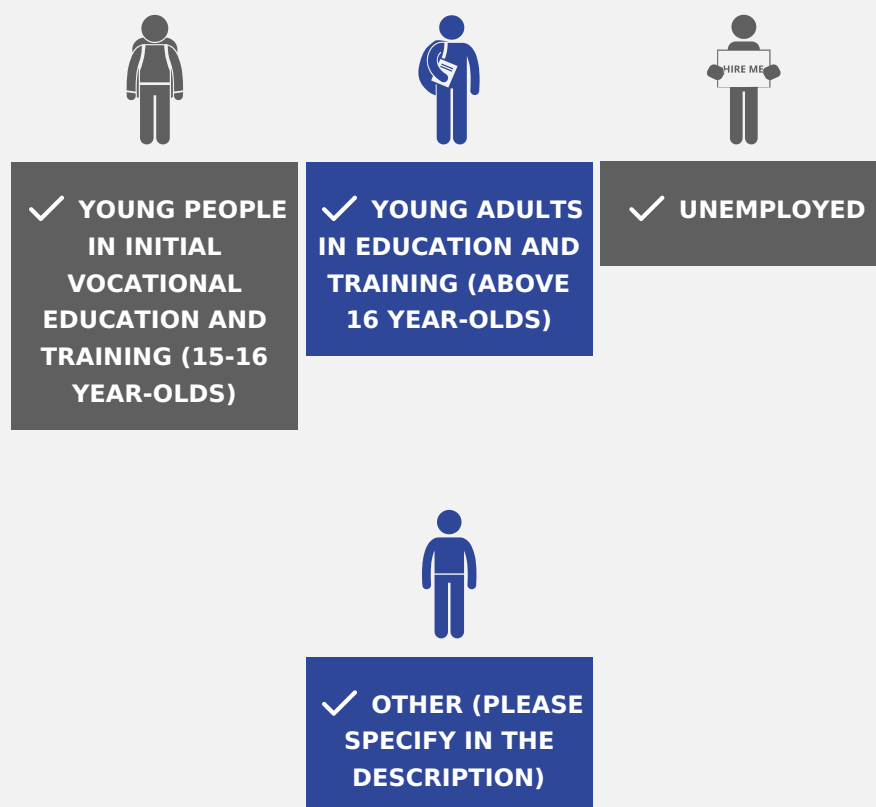 HIRE ME
YOUNG PEOPLE
IN INITIAL
VOCATIONAL
EDUCATION AND
TRAINING (15-16
YEAR-OLDS)
YOUNG ADULTS
IN EDUCATION AND
TRAINING (ABOVE
16 YEAR-OLDS)
UNEMPLOYED
OTHER (PLEASE
SPECIFY IN THE
DESCRIPTION)